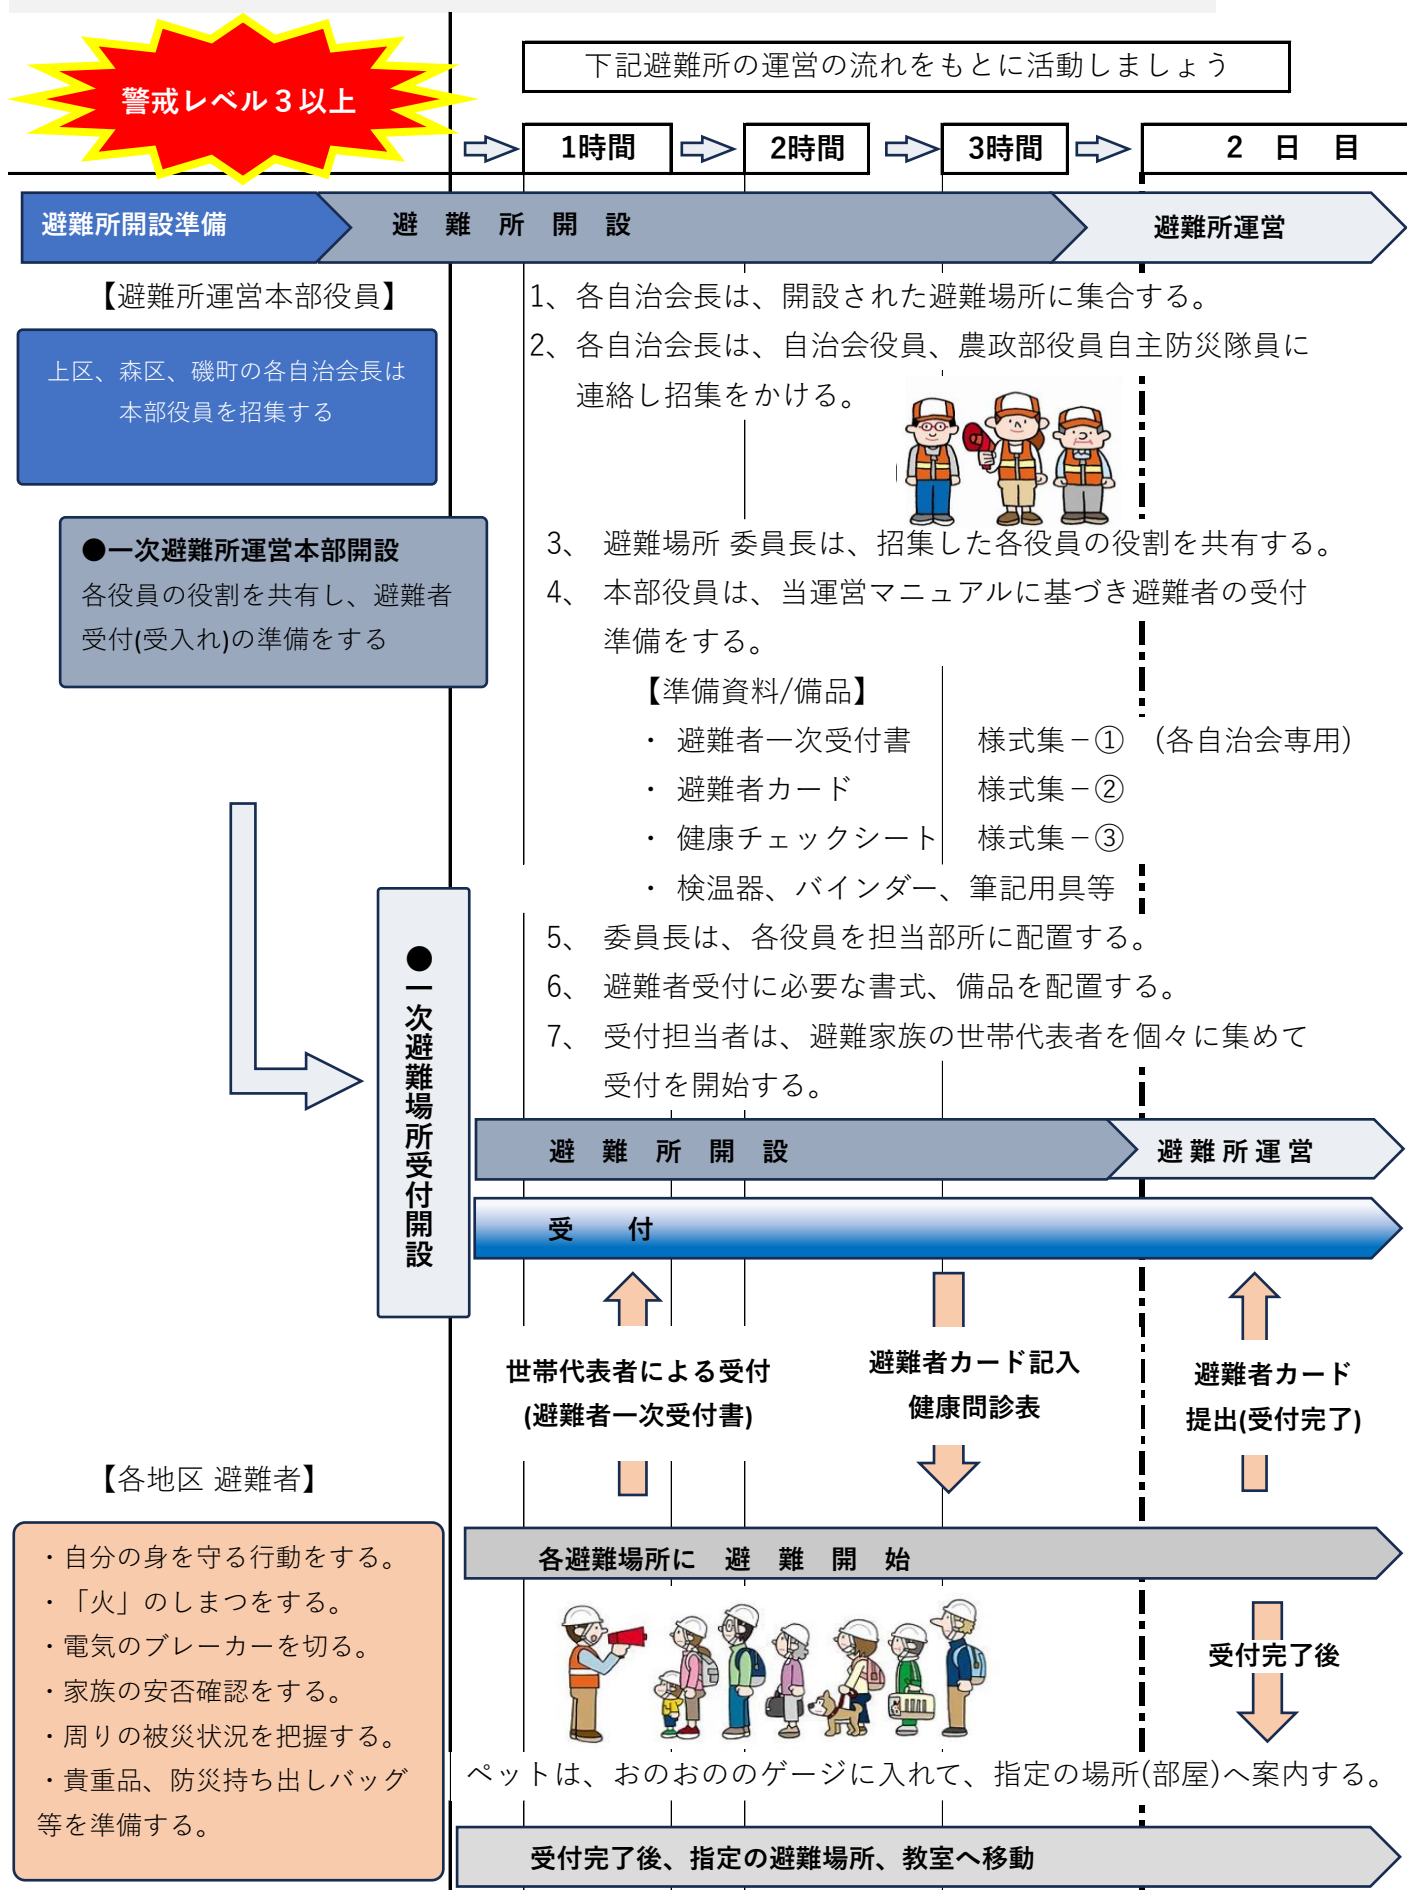 警戒レベル３以上
下記避難所の運営の流れをもとに活動しましょう
1時間
2時間
3時間
２　日　目
避難所開設準備
避　難　所　開　設
避難所運営
【避難所運営本部役員】
上区、森区、磯町の各自治会長は
本部役員を招集する
1、各自治会長は、開設された避難場所に集合する。
2、各自治会長は、自治会役員、農政部役員自主防災隊員に
連絡し招集をかける。
●一次避難所運営本部開設
各役員の役割を共有し、避難者
受付(受入れ)の準備をする
3、 避難場所 委員長は、招集した各役員の役割を共有する。
4、 本部役員は、当運営マニュアルに基づき避難者の受付
準備をする。
【準備資料/備品】
・ 避難者一次受付書　　様式集－①　(各自治会専用)
・ 避難者カード　　様式集－②
・ 健康チェックシート　様式集－③
・ 検温器、バインダー、筆記用具等
5、 委員長は、各役員を担当部所に配置する。
6、 避難者受付に必要な書式、備品を配置する。
7、 受付担当者は、避難家族の世帯代表者を個々に集めて
受付を開始する。
●一次避難場所受付開設
避　難　所　開　設
避 難 所 運 営
受　　付
世帯代表者による受付
(避難者一次受付書)
避難者カード記入
健康問診表
避難者カード
提出(受付完了)
【各地区 避難者】
・自分の身を守る行動をする。
・「火」のしまつをする。
・電気のブレーカーを切る。
・家族の安否確認をする。
・周りの被災状況を把握する。
・貴重品、防災持ち出しバッグ
等を準備する。
各避難場所に　避　難　開　始
受付完了後
ペットは、おのおののゲージに入れて、指定の場所(部屋)へ案内する。
受付完了後、指定の避難場所、教室へ移動